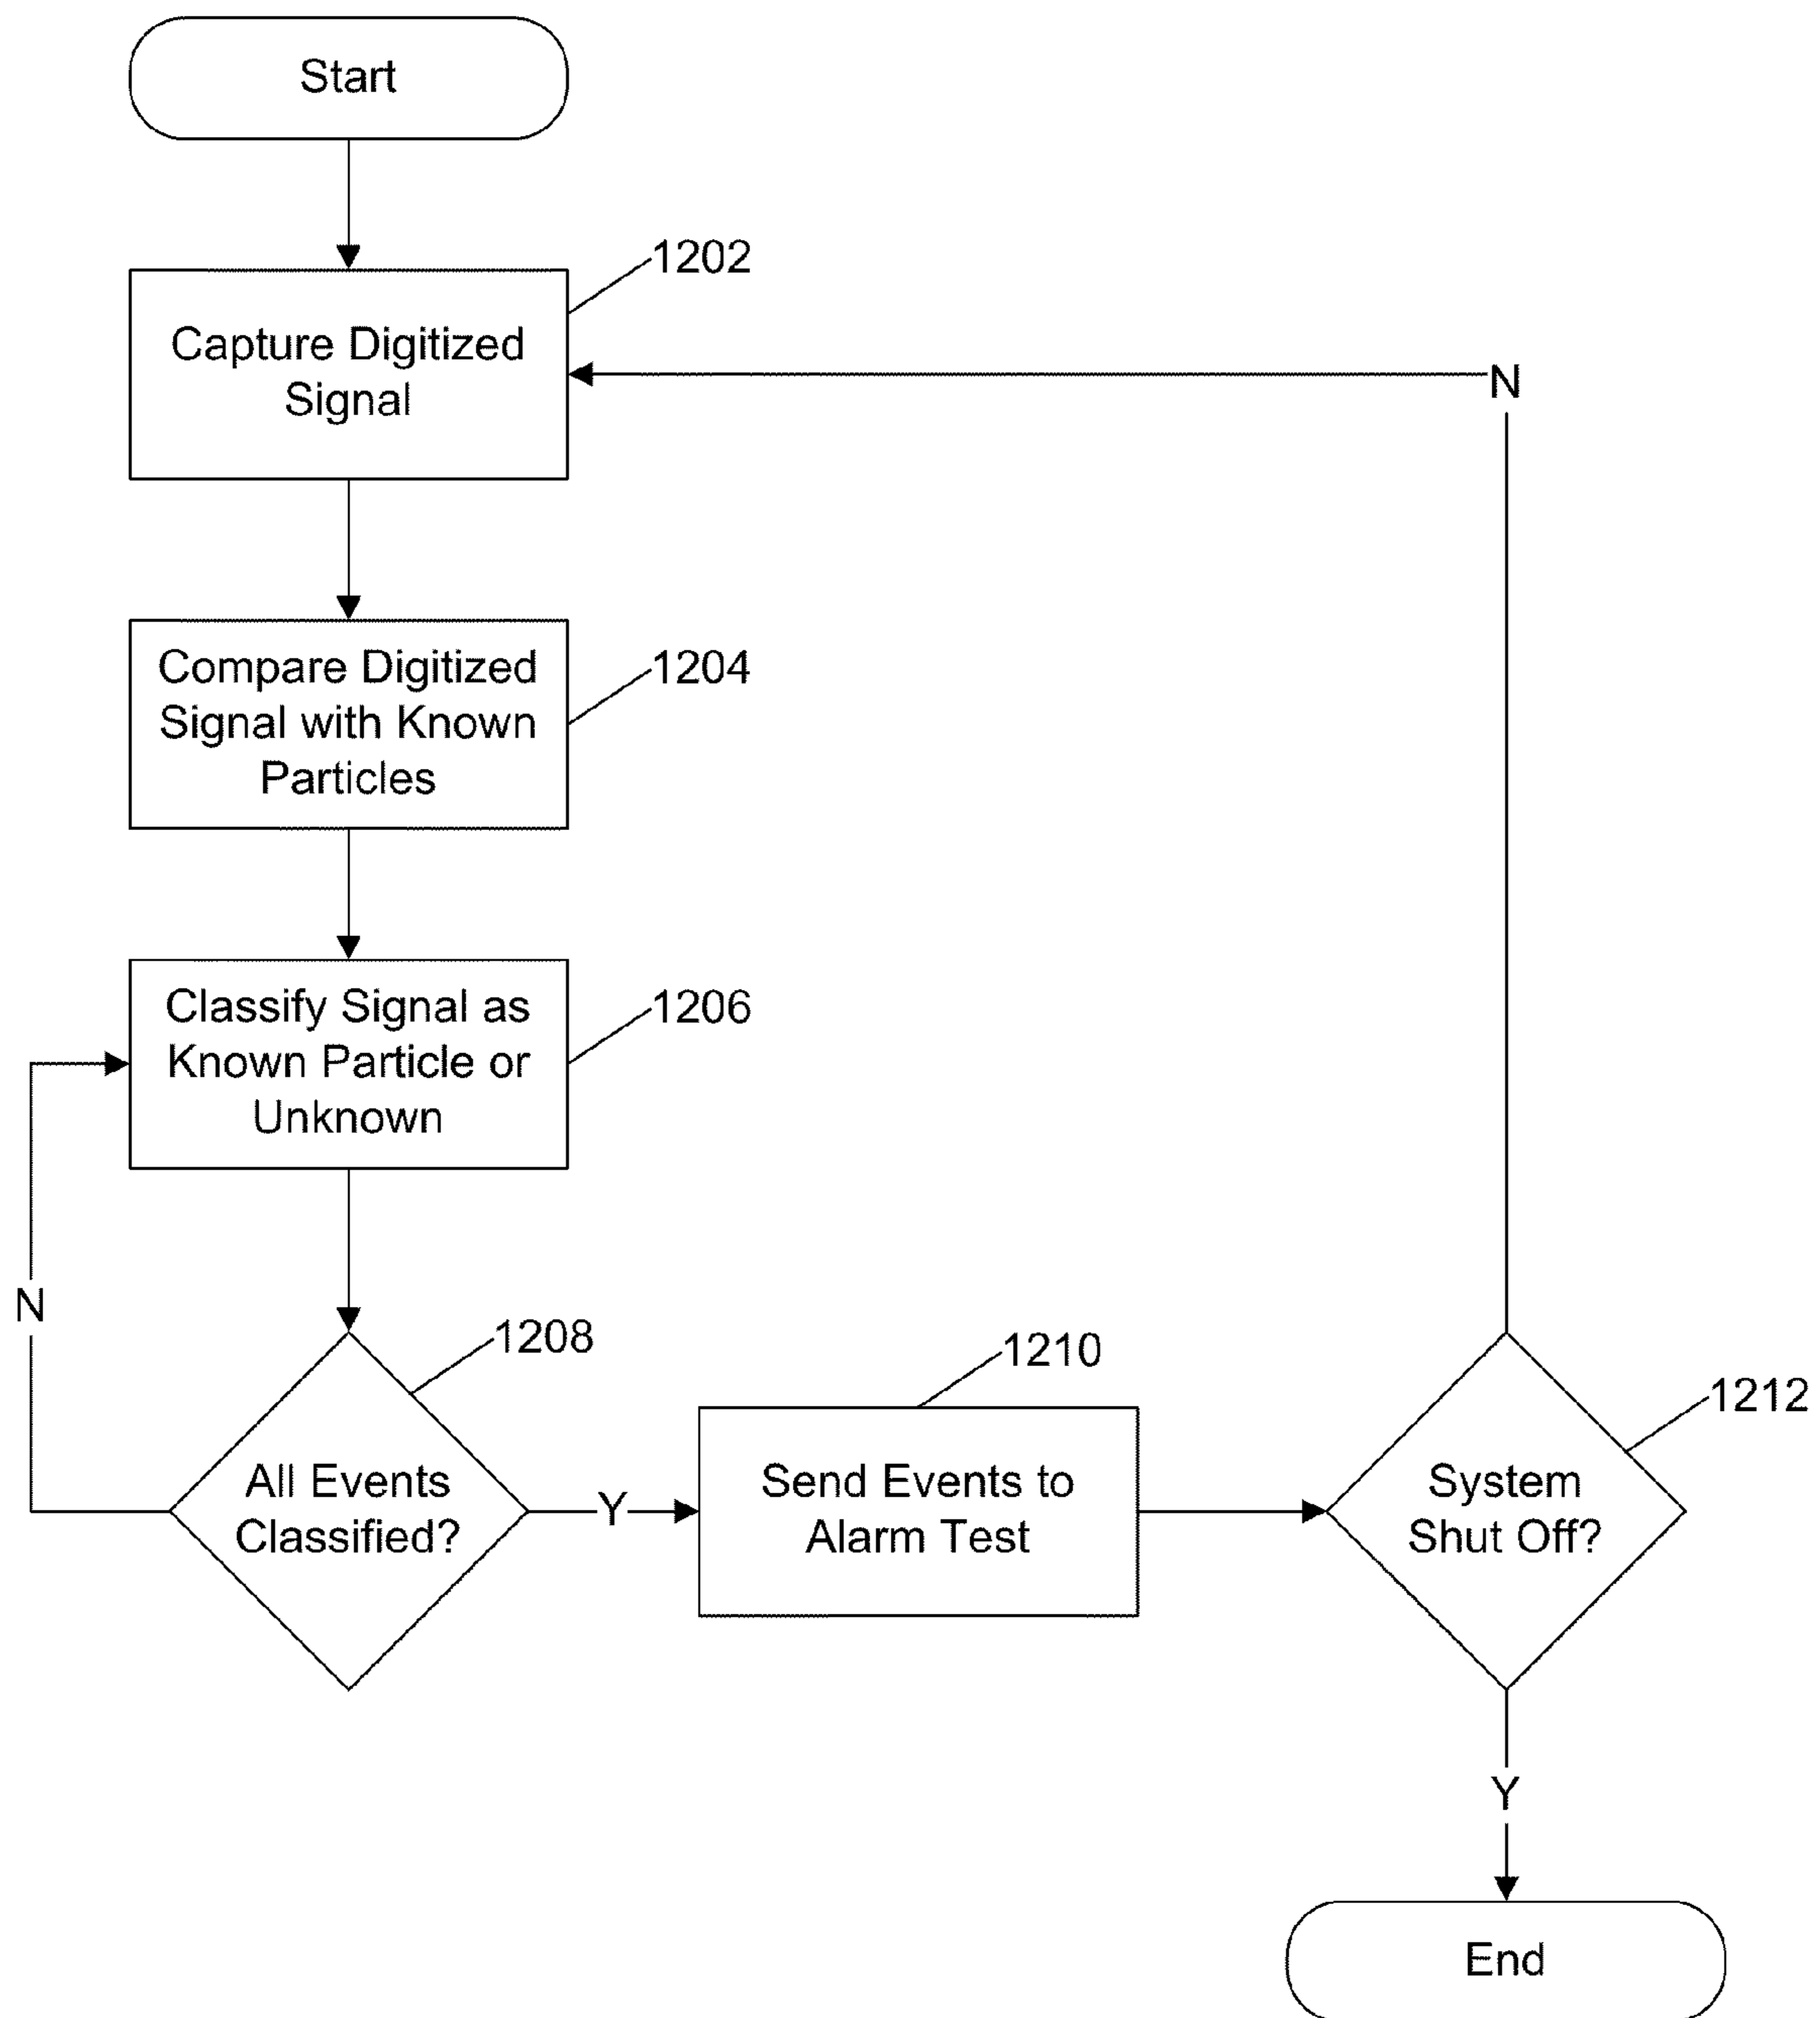 Start
1202
Capture Digitized
Signal
N
1204
Compare Digitized
Signal with Known
Particles
1206
Classify Signal as
Known Particle or
Unknown
N
1208
All Events
Classified?
Y
1210
Send Events to
Alarm Test
1212
System
Shut Off?
Y
End